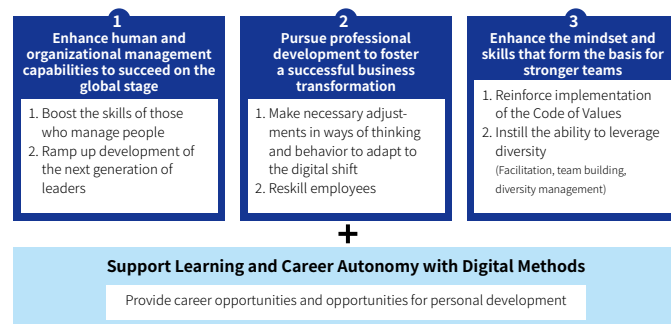 1
Enhance human and
organizational management
capabilities to succeed on the
global stage
1. Boost the skills of those
who manage people
2. Ramp up development of
the next generation of
leaders
2
Pursue professional
development to foster
a successful business
transformation
1. Make necessary adjust-
ments in ways of thinking
and behavior to adapt to
the digital shift
2. Reskill employees
3
Enhance the mindset and
skills that form the basis for
stronger teams
1. Reinforce implementation
of the Code of Values
2. Instill the ability to leverage
diversity
(Facilitation, team building,
diversity management)
+
Support Learning and Career Autonomy with Digital Methods
Provide career opportunities and opportunities for personal development